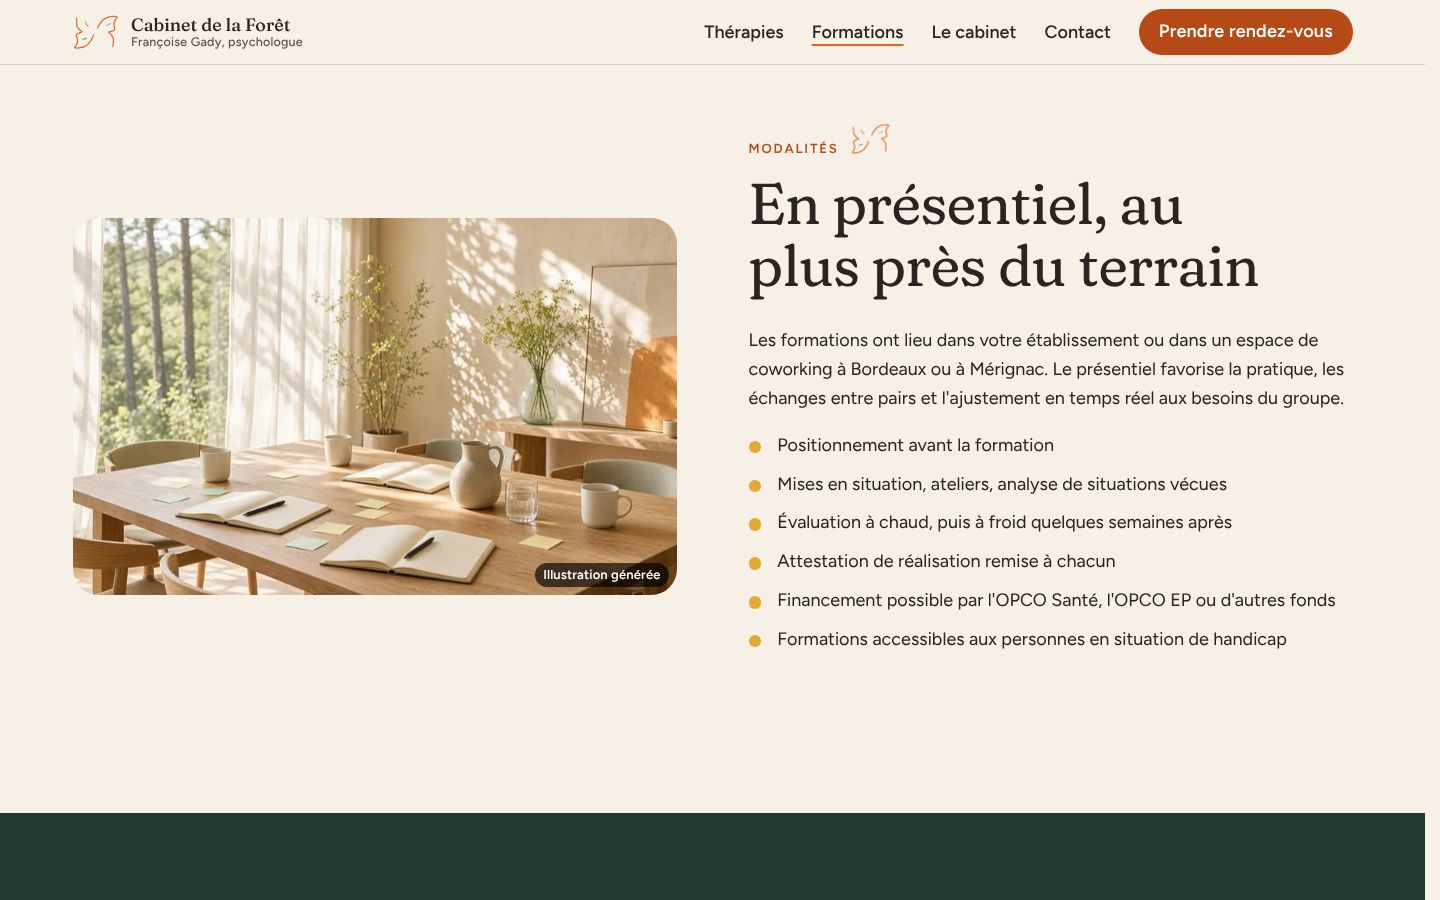 Cabinet de la Forêt
Françoise Gady, psychologue
Thérapies
Formations
Le cabinet
Contact
Prendre rendez-vous
MODALITÉS
En présentiel, au
plus près du terrain
Les formations ont lieu dans votre établissement ou dans un espace de
coworking à Bordeaux ou à Mérignac. Le présentiel favorise la pratique, les
échanges entre pairs et l'ajustement en temps réel aux besoins du groupe.
Positionnement avant la formation
Mises en situation, ateliers, analyse de situations vécues
Évaluation à chaud, puis à froid quelques semaines après
Attestation de réalisation remise à chacun
Financement possible par l'OPCO Santé, l'OPCO EP ou d'autres fonds
Formations accessibles aux personnes en situation de handicap
Illustration générée